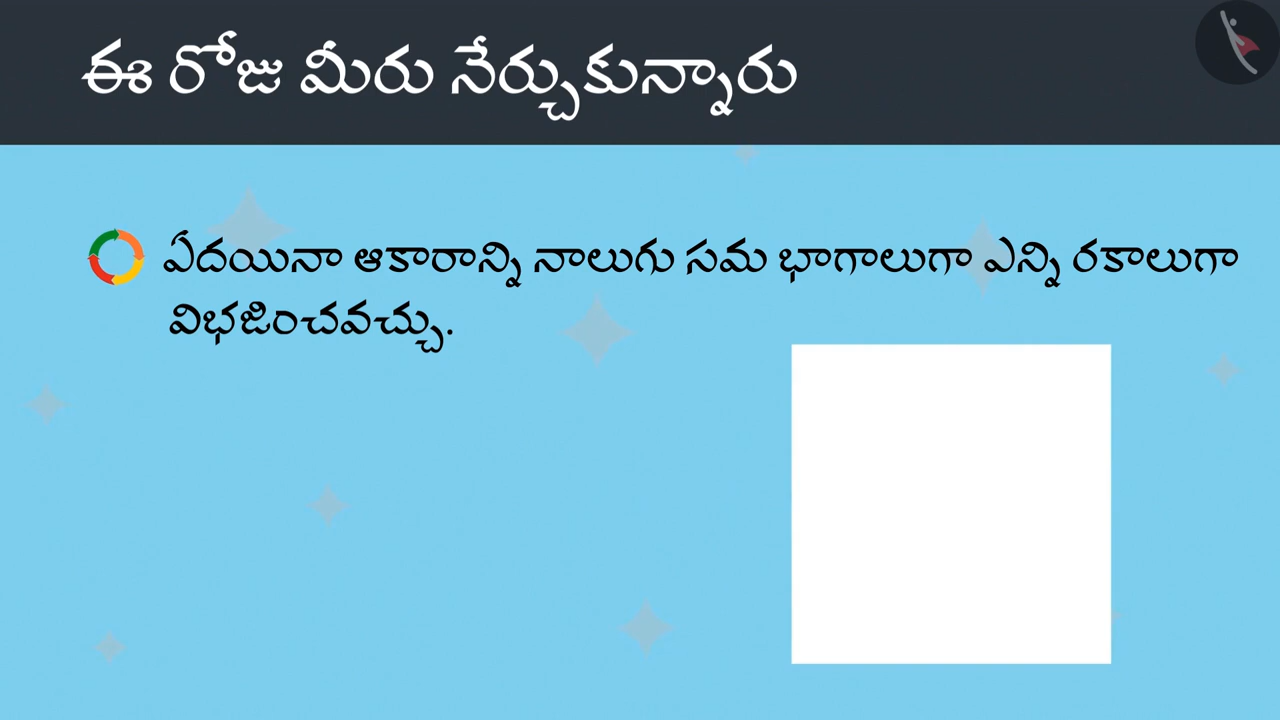 ఈ రోజు మీరు నేర్చుకున్నారు
ఏదయినా ఆకారాన్ని నాలుగు సమ భాగాలుగా ఎన్ని రకాలుగా
విభజించవచ్చు.